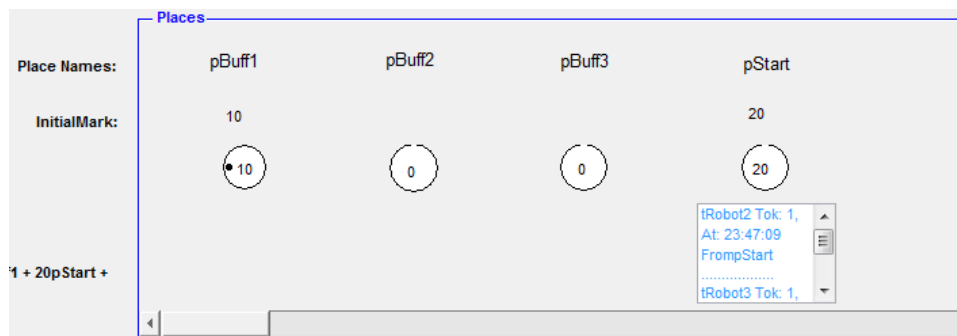 Places
Place Names: pBuff1 pBuff2 pBuff3 pStart
InitialMark: 10 20
10 0 0 20
tRobot2 Tok: 1,
At: 23:47:09
FrompStart
..................
f1 + 20pStart +
tRobot3 Tok: 1,